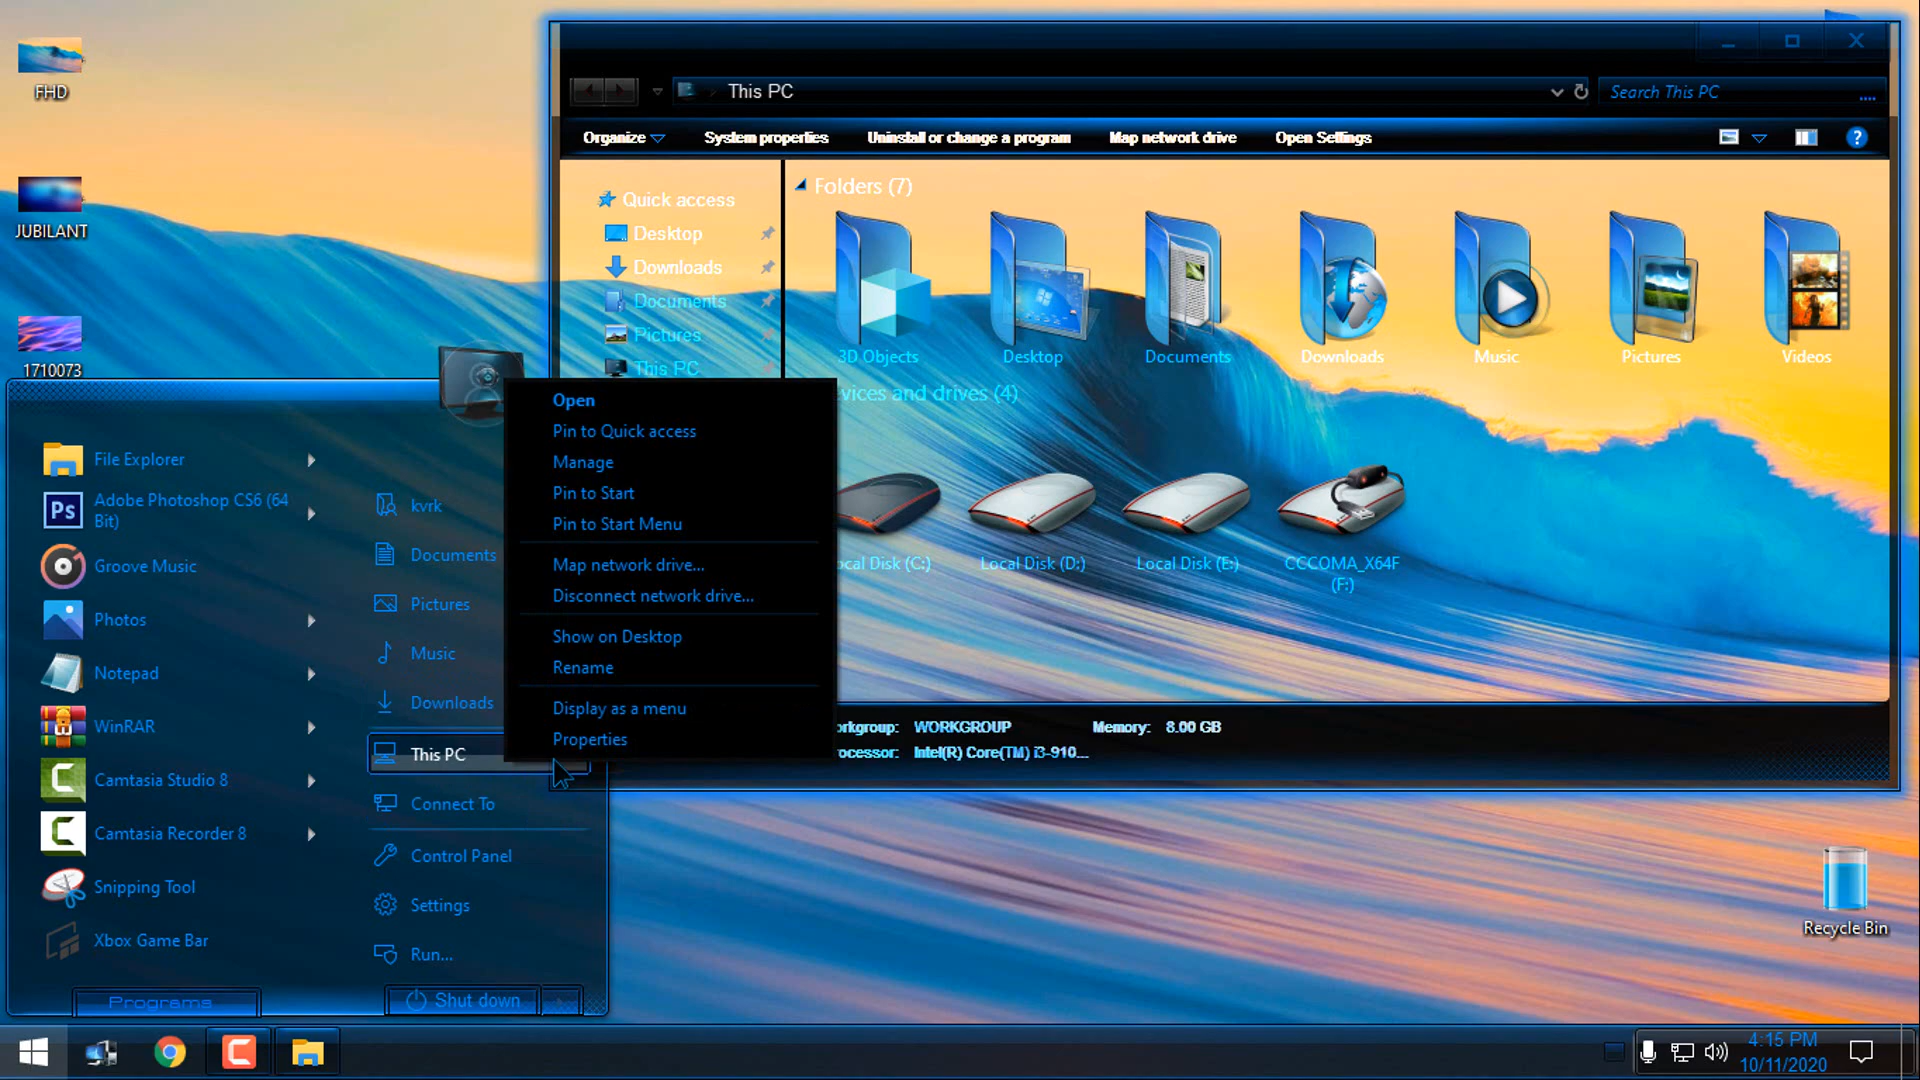 FHD
JUBILANT
1710073
This PC
Search This PC
Organize
System properties
Uninstall or change a program
Map network drive
Open Settings
Quick access
Desktop
Downloads
Documents
Pictures
This PC
Folders (7)
3D Objects
Desktop
Documents
Downloads
Music
Pictures
Videos
vices and drives (4)
ocal Disk (C:)
Local Disk (D:)
Local Disk (E:)
CCCOMA_X64F
(F:)
orkgroup: WORKGROUP
Memory: 8.00 GB
ocessor: Intel(R) Core(TM) i3-910...
Open
Pin to Quick access
Manage
Pin to Start
Pin to Start Menu
Map network drive...
Disconnect network drive...
Show on Desktop
Rename
Display as a menu
Properties
File Explorer
Ps
Adobe Photoshop CS6 (64
Bit)
Groove Music
Photos
Notepad
WinRAR
Camtasia Studio 8
Camtasia Recorder 8
Snipping Tool
Xbox Game Bar
Programs
kvrk
Documents
Pictures
Music
Downloads
This PC
Connect To
Control Panel
Settings
Run...
Shut down
Recycle Bin
4:15 PM
10/11/2020